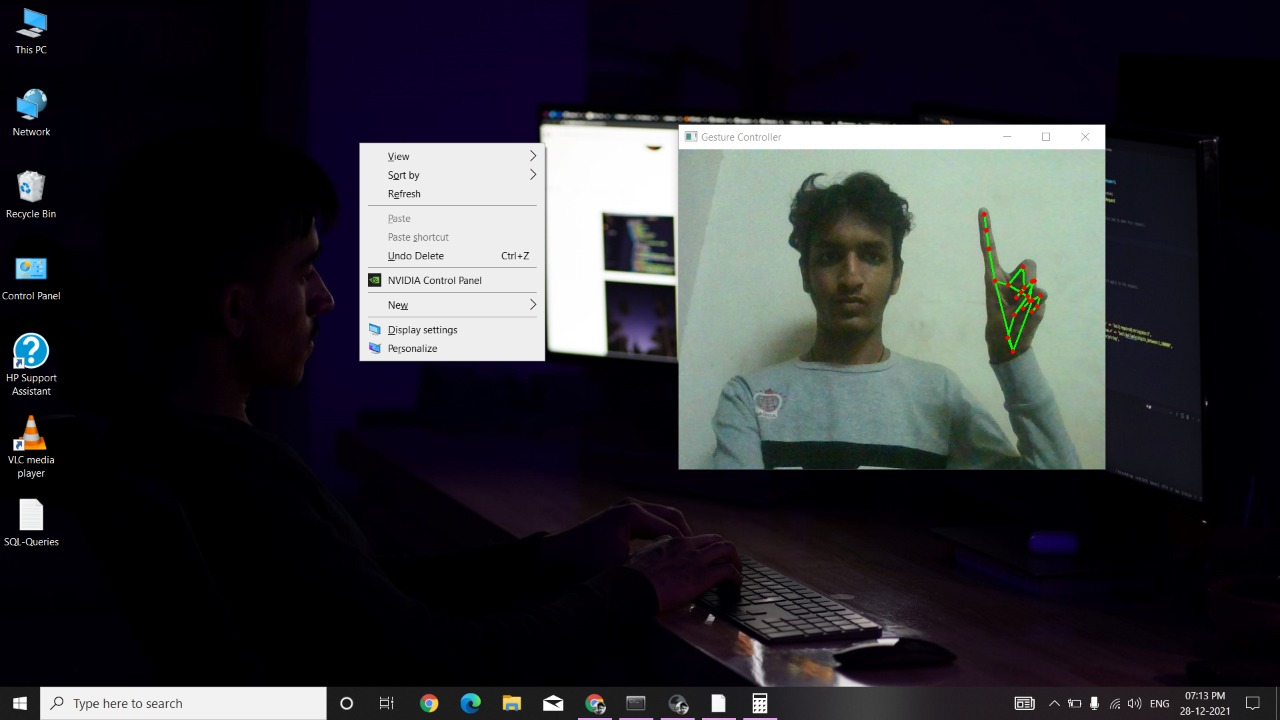 This PC
Network
Recycle Bin
Control Panel
HP Support
Assistant
VLC media
player
SQL-Queries
View
Sort by
Refresh
Paste
Paste shortcut
Undo Delete Ctrl+Z
NVIDIA Control Panel
New
Display settings
Personalize
Gesture Controller
Type here to search
ENG
07:13 PM
28-12-2021